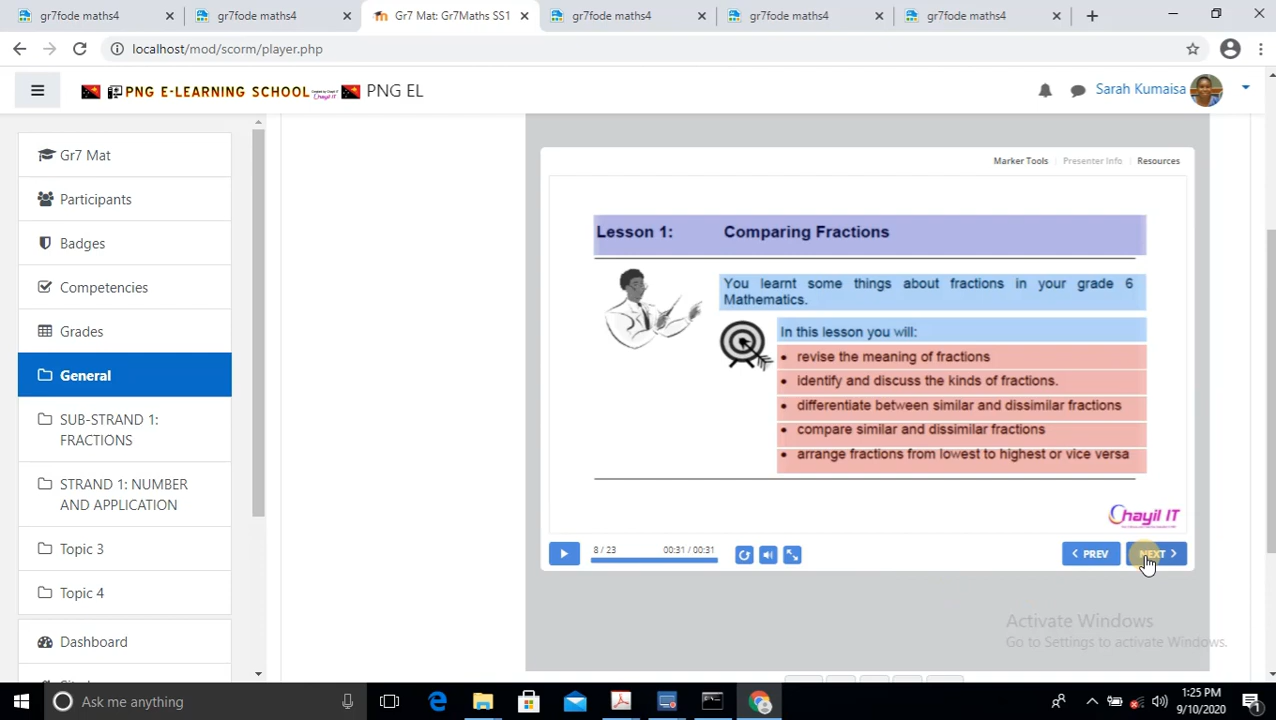 gr7fode maths4
gr7fode maths4
Gr7 Mat: Gr7Maths SS1
gr7fode maths4
gr7fode maths4
gr7fode maths4
localhost/mod/scorm/player.php
PNG E-LEARNING SCHOOL
Chayil IT
PNG EL
Sarah Kumaisa
Gr7 Mat
Participants
Badges
Competencies
Grades
General
SUB-STRAND 1:
FRACTIONS
STRAND 1: NUMBER
AND APPLICATION
Topic 3
Topic 4
Dashboard
Marker Tools
Presenter Info
Resources
Lesson 1: Comparing Fractions
You learnt some things about fractions in your grade 6
Mathematics.
In this lesson you will:
• revise the meaning of fractions
• identify and discuss the kinds of fractions.
• differentiate between similar and dissimilar fractions
• compare similar and dissimilar fractions
• arrange fractions from lowest to highest or vice versa
Chayil IT
8 / 23
00:31 / 00:31
PREV
NEXT
Activate Windows
Go to Settings to activate Windows.
Ask me anything
1:25 PM
9/10/2020
1